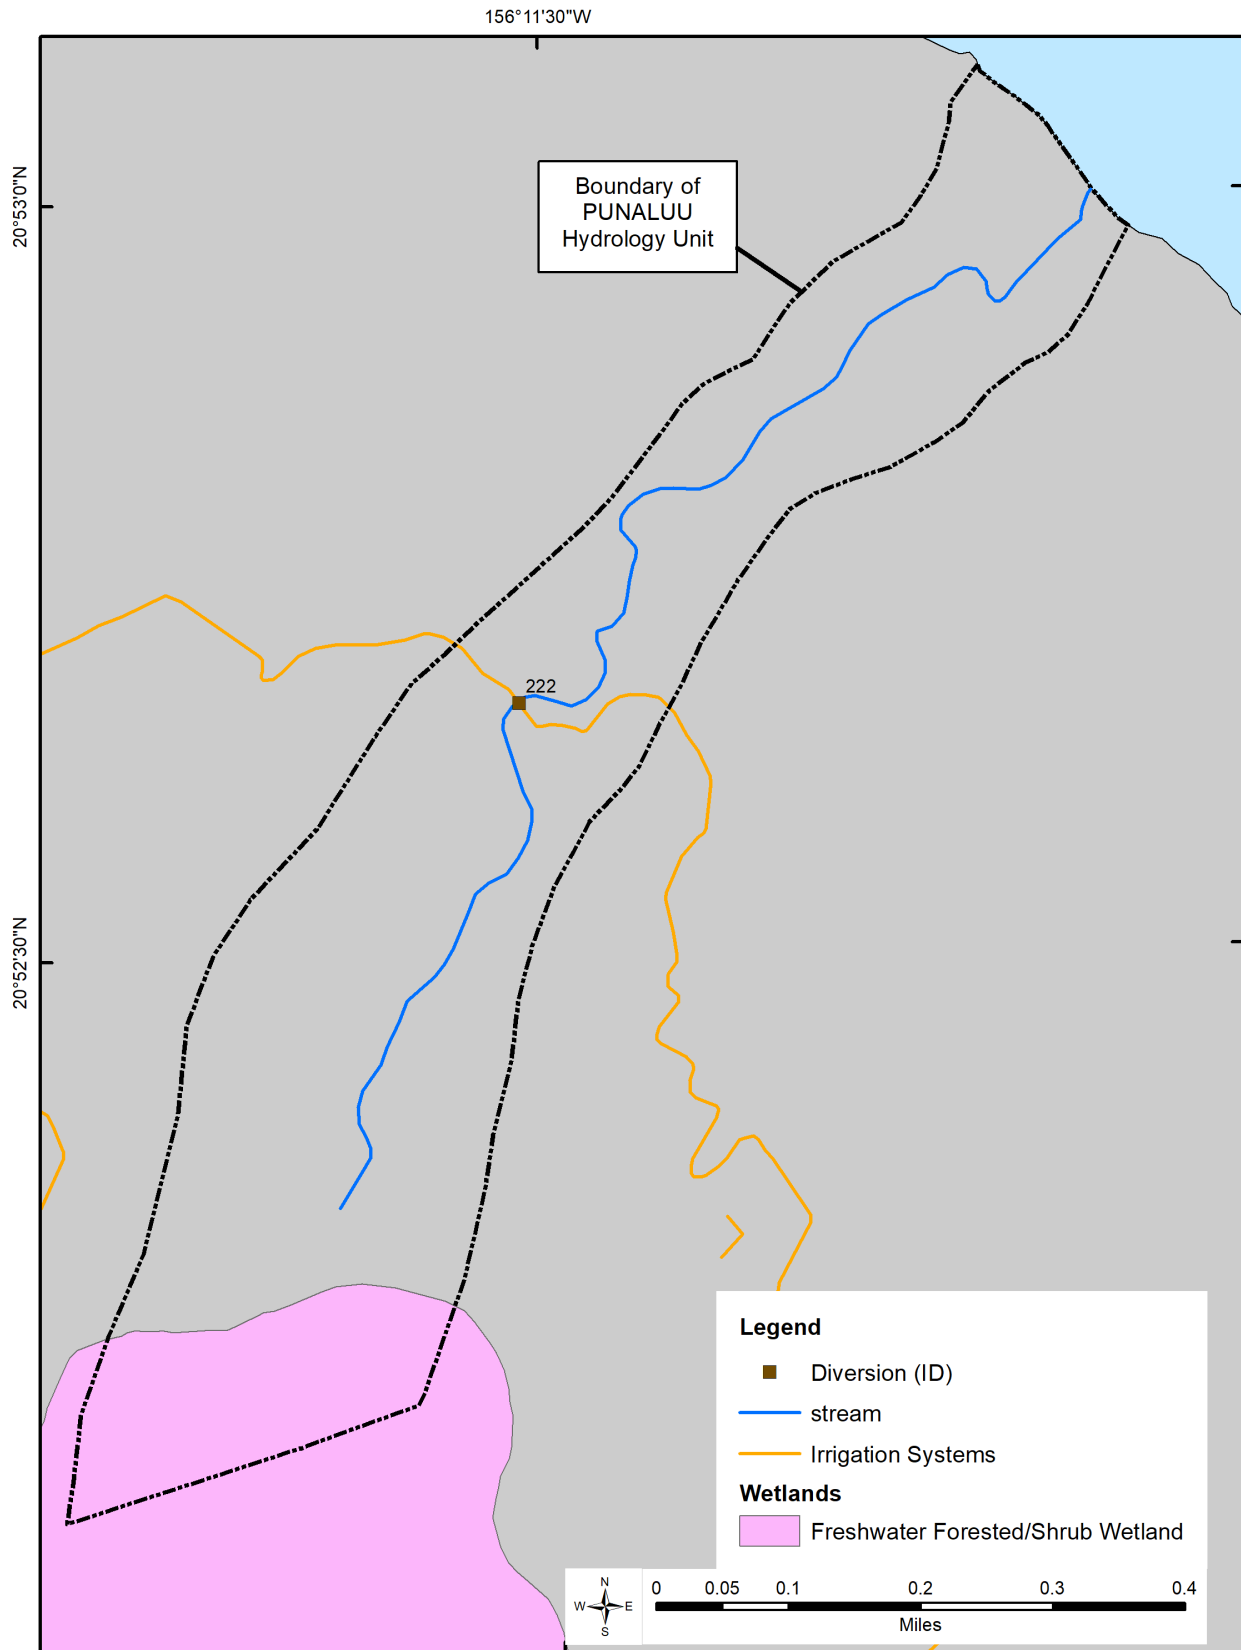 156°11'30"W
20°53'0"N
Boundary of
PUNALUU
Hydrology Unit
222
20°52'30"N
Legend
Diversion (ID)
stream
Irrigation Systems
Wetlands
Freshwater Forested/Shrub Wetland
N
W E
S
0 0.05 0.1 0.2 0.3 0.4
Miles